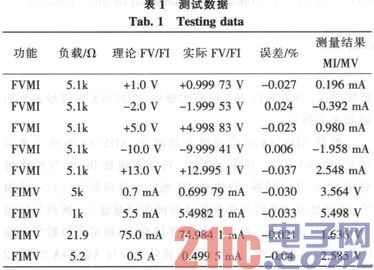 表1 测试数据
Tab. 1 Testing data
功能 负载/Ω 理论 FV/FI 实际 FV/FI 误差/% 测量结果 MI/MV
FVMI 5.1k +1.0 V +0.999 73 V -0.027 0.196 mA
FVMI 5.1k -2.0 V -1.999 53 V 0.024 -0.392 mA
FVMI 5.1k +5.0 V +4.998 83 V -0.023 0.980 mA
FVMI 5.1k -10.0 V -9.999 41 V 0.006 -1.958 mA
FVMI 5.1k +13.0 V +12.995 1 V -0.037 2.548 mA
FIMV 5k 0.7 mA 0.699 79 mA -0.030 3.564 V
FIMV 1k 5.5 mA 5.4982 1 mA -0.033 5.498 V
FIMV 21.9 75.0 mA 74.984 1 mA -0.021 1.636 V
FIMV 5.2 0.5 A 0.499 5 mA -0.04 2.585 V
21ic 电子网